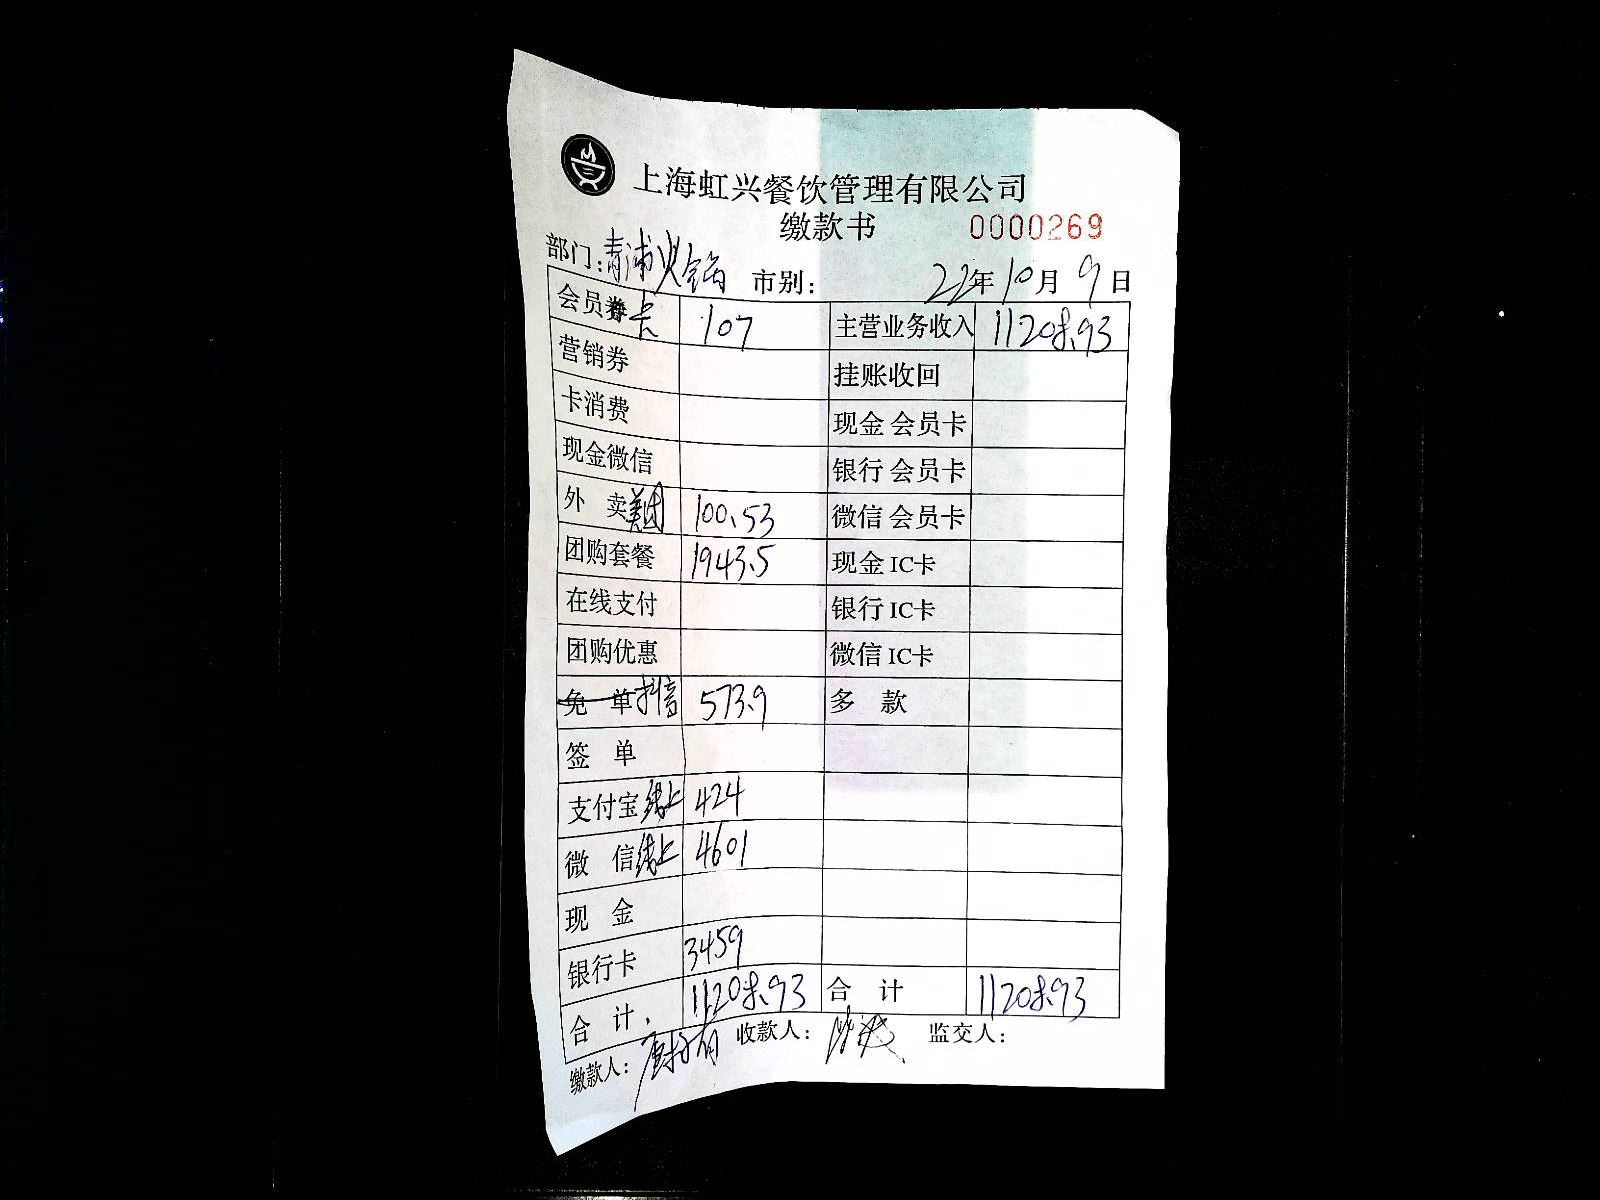 上海虹兴餐饮管理有限公司
缴款书 0000269
部门:青浦火锅 市别: 22年10月9日
会员券卡 107 主营业务收入 11208.93
营销券 挂账收回
卡消费 现金 会员卡
现金微信 银行 会员卡
外 卖美团 100.53 微信 会员卡
团购套餐 1943.5 现金 IC卡
在线支付 银行 IC卡
团购优惠 微信 IC卡
免 单抖音 573.9 多 款
签 单
支付宝线上 424
微 信线上 4601
现 金
银行卡 3459
合 计. 11208.93 合 计 11208.93
缴款人: 收款人: 监交人: